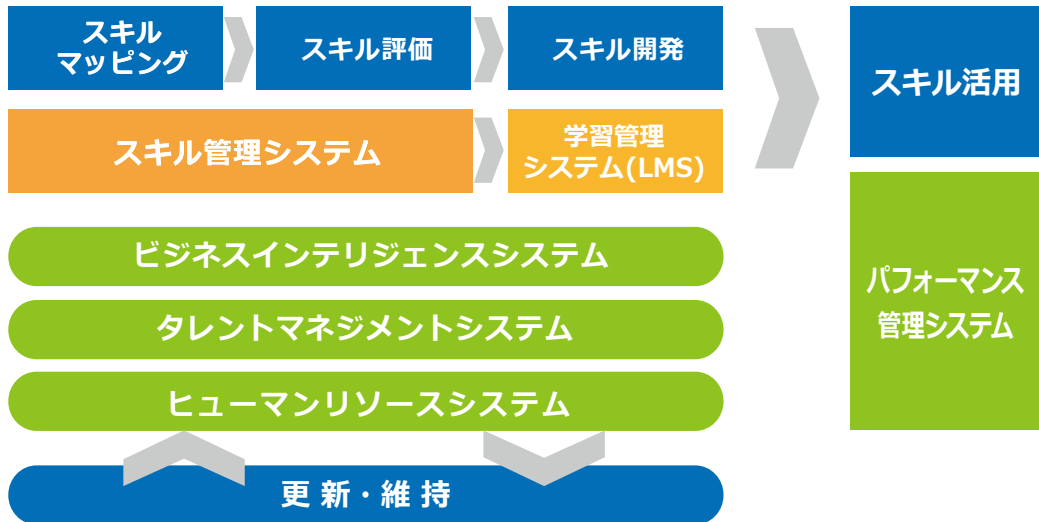 スキル
マッピング
スキル評価
スキル開発
スキル活用
スキル管理システム
学習管理
システム(LMS)
ビジネスインテリジェンスシステム
タレントマネジメントシステム
ヒューマンリソースシステム
パフォーマンス
管理システム
更新・維持